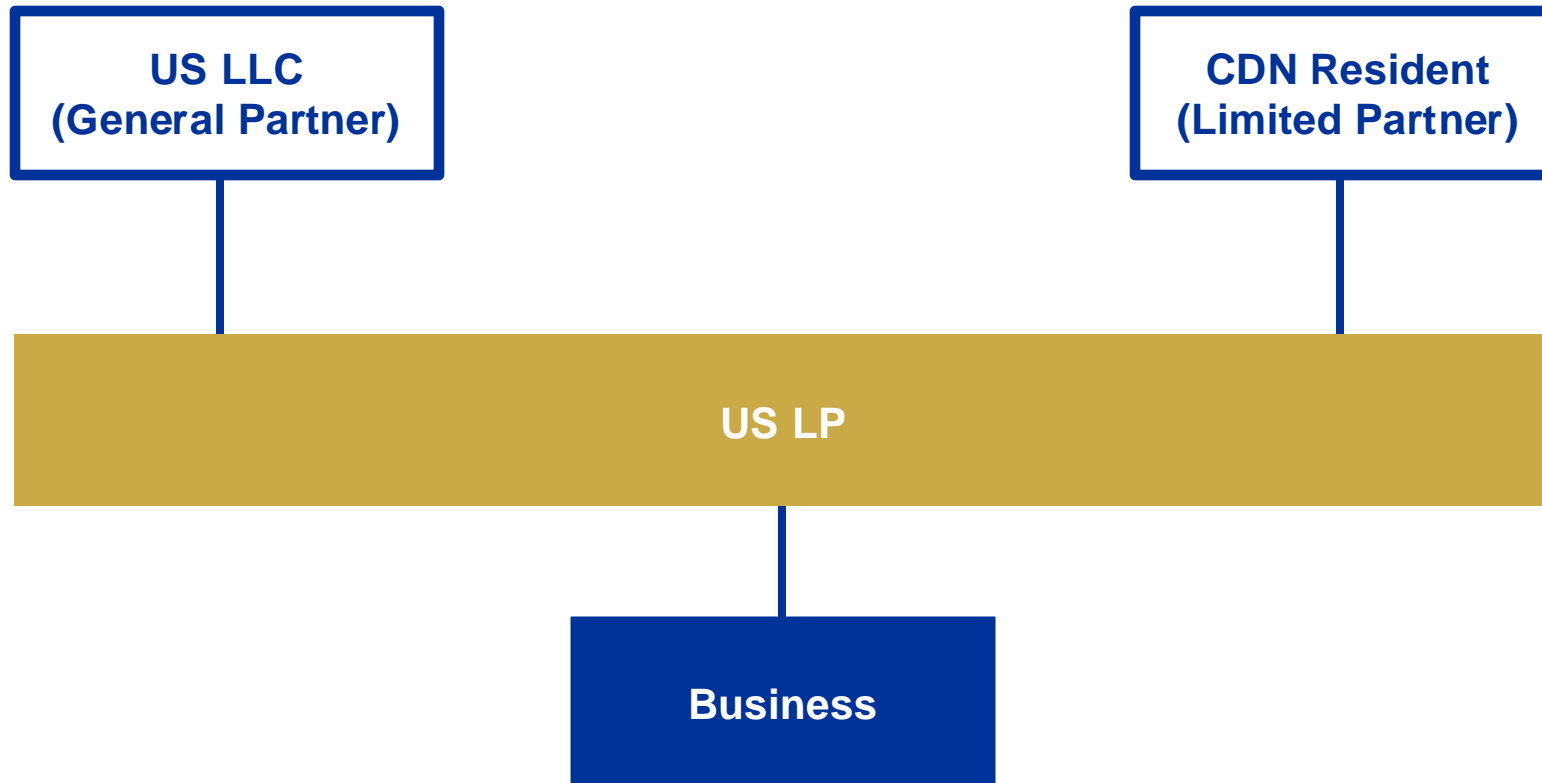 US LLC
(General Partner)
CDN Resident
(Limited Partner)
US LP
Business